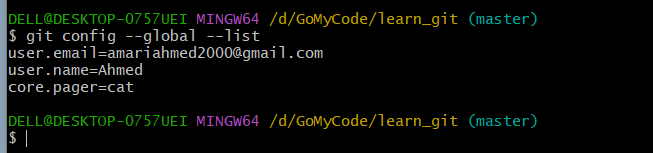 DELL@DESKTOP-0757UEI MINGW64 /d/GoMyCode/learn_git (master)
$ git config --global --list
user.email=amariahmed2000@gmail.com
user.name=Ahmed
core.pager=cat
DELL@DESKTOP-0757UEI MINGW64 /d/GoMyCode/learn_git (master)
$